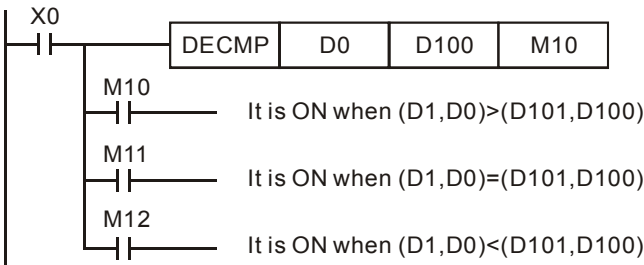 X0
DECMP D0 D100 M10
M10
It is ON when (D1,D0)>(D101,D100)
M11
It is ON when (D1,D0)=(D101,D100)
M12
It is ON when (D1,D0)<(D101,D100)